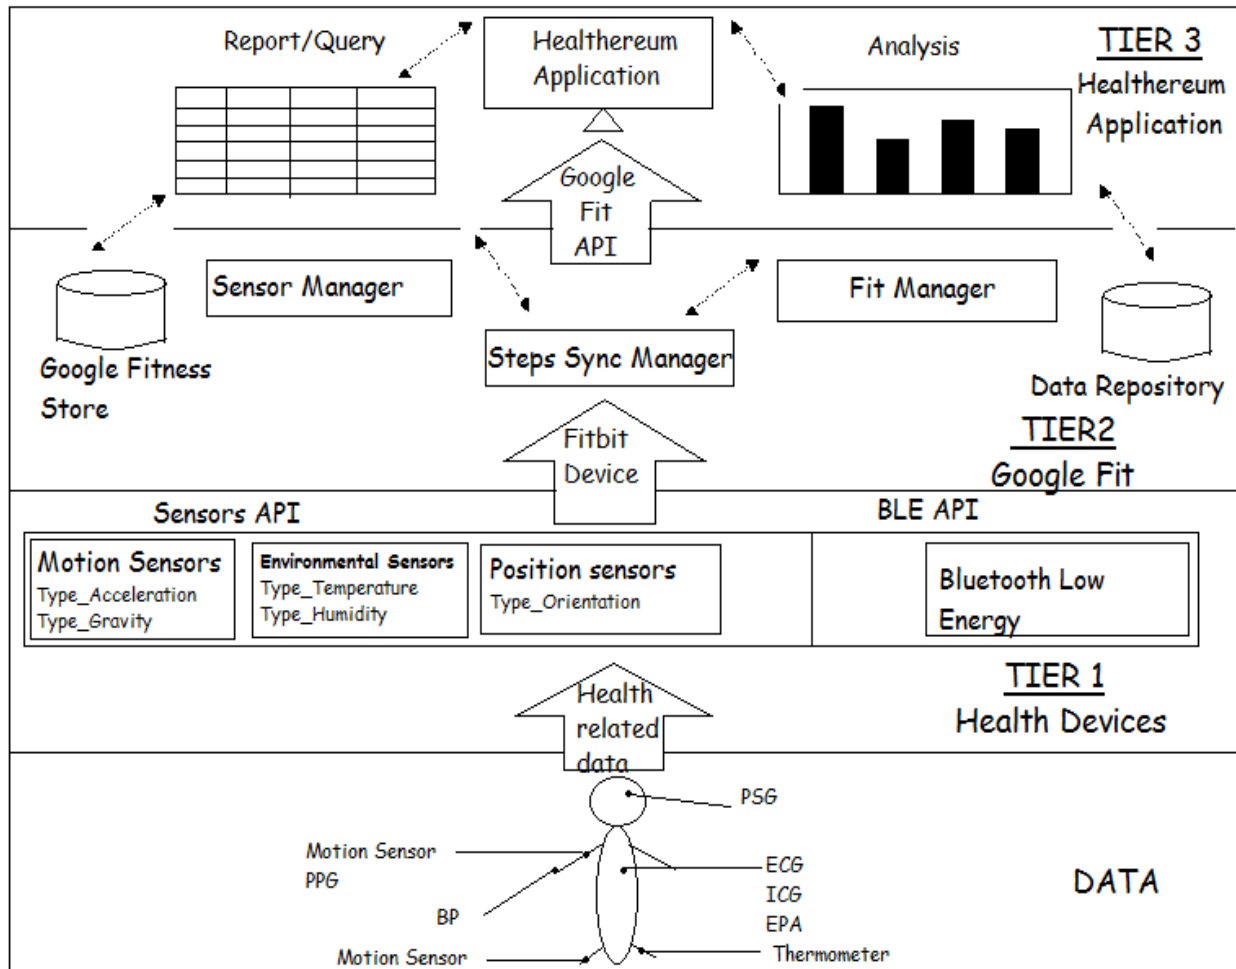 Report/Query
Healthereum
Application
Analysis
TIER 3
Healthereum
Application
Google
Fit
API
Sensor Manager
Fit Manager
Steps Sync Manager
Google Fitness
Store
Data Repository
TIER2
Google Fit
Fitbit
Device
Sensors API
BLE API
Motion Sensors
Type_Acceleration
Type_Gravity
Environmental Sensors
Type_Temperature
Type_Humidity
Position sensors
Type_Orientation
Bluetooth Low
Energy
TIER 1
Health Devices
Health
related
data
PSG
Motion Sensor
PPG
BP
Motion Sensor
ECG
ICG
EPA
Thermometer
DATA